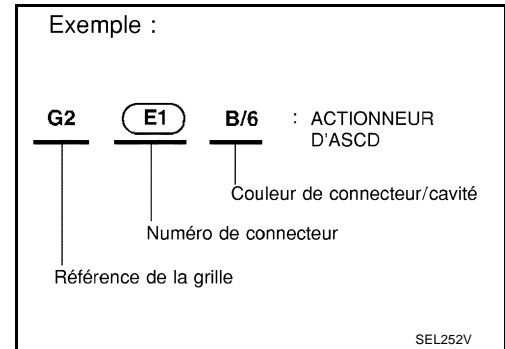 Exemple :
G2 E1 B/6 : ACTIONNEUR
D'ASCD
Couleur de connecteur/cavité
Numéro de connecteur
Référence de la grille
SEL252V